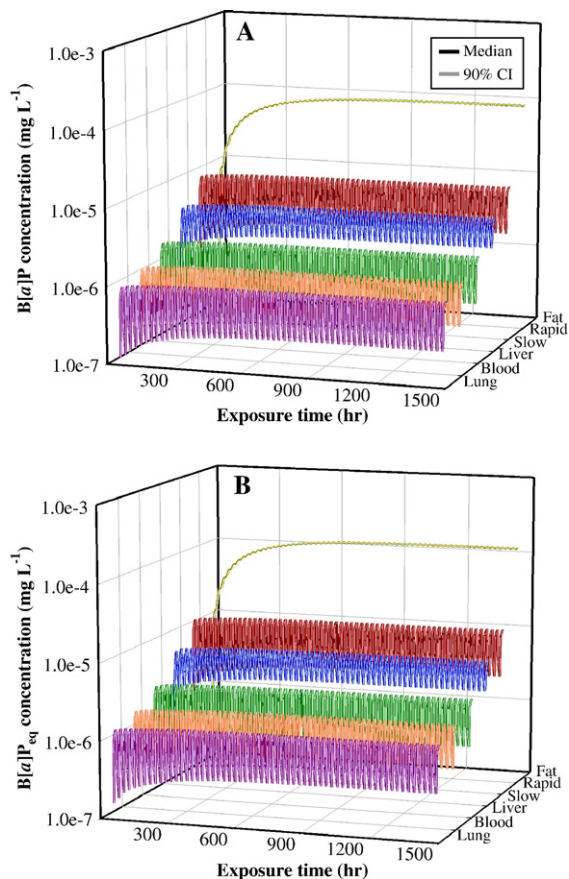 A
Median
90% CI
1.0e-3
1.0e-4
1.0e-5
1.0e-6
1.0e-7
B[a]P concentration (mg L⁻¹)
300
600
900
1200
1500
Exposure time (hr)
Fat
Rapid
Slow
Liver
Blood
Lung
B
1.0e-3
1.0e-4
1.0e-5
1.0e-6
1.0e-7
B[a]Peq concentration (mg L⁻¹)
300
600
900
1200
1500
Exposure time (hr)
Fat
Rapid
Slow
Liver
Blood
Lung